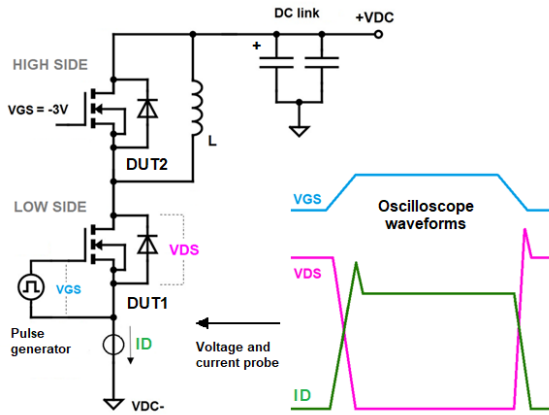 DC link
+VDC
+
HIGH SIDE
VGS = -3V
L
DUT2
LOW SIDE
VDS
VGS
DUT1
Pulse
generator
ID
Voltage and
current probe
VDC-
VGS
Oscilloscope
waveforms
VDS
ID